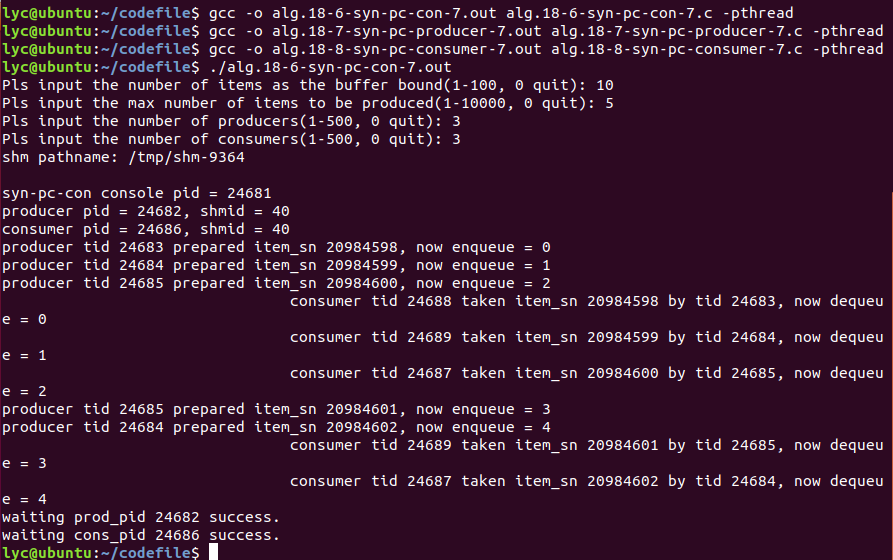 lyc@ubuntu:~/codefile$ gcc -o alg.18-6-syn-pc-con-7.out alg.18-6-syn-pc-con-7.c -pthread
lyc@ubuntu:~/codefile$ gcc -o alg.18-7-syn-pc-producer-7.out alg.18-7-syn-pc-producer-7.c -pthread
lyc@ubuntu:~/codefile$ gcc -o alg.18-8-syn-pc-consumer-7.out alg.18-8-syn-pc-consumer-7.c -pthread
lyc@ubuntu:~/codefile$ ./alg.18-6-syn-pc-con-7.out
Pls input the number of items as the buffer bound(1-100, 0 quit): 10
Pls input the max number of items to be produced(1-10000, 0 quit): 5
Pls input the number of producers(1-500, 0 quit): 3
Pls input the number of consumers(1-500, 0 quit): 3
shm pathname: /tmp/shm-9364
syn-pc-con console pid = 24681
producer pid = 24682, shmid = 40
consumer pid = 24686, shmid = 40
producer tid 24683 prepared item_sn 20984598, now enqueue = 0
producer tid 24684 prepared item_sn 20984599, now enqueue = 1
producer tid 24685 prepared item_sn 20984600, now enqueue = 2
consumer tid 24688 taken item_sn 20984598 by tid 24683, now dequeu
e = 0
consumer tid 24689 taken item_sn 20984599 by tid 24684, now dequeu
e = 1
consumer tid 24687 taken item_sn 20984600 by tid 24685, now dequeu
e = 2
producer tid 24685 prepared item_sn 20984601, now enqueue = 3
producer tid 24684 prepared item_sn 20984602, now enqueue = 4
consumer tid 24689 taken item_sn 20984601 by tid 24685, now dequeu
e = 3
consumer tid 24687 taken item_sn 20984602 by tid 24684, now dequeu
e = 4
waiting prod_pid 24682 success.
waiting cons_pid 24686 success.
lyc@ubuntu:~/codefile$